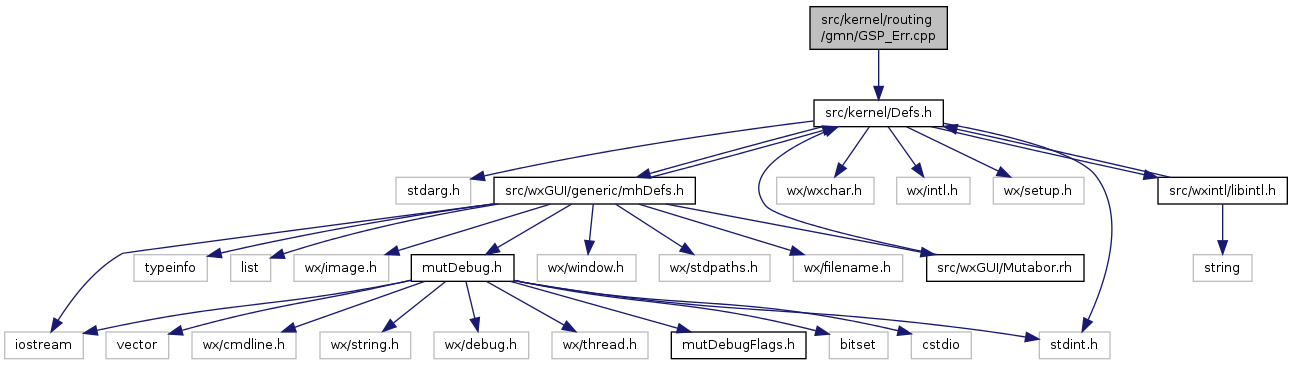 src/kernel/routing
/gmn/GSP_Err.cpp
src/kernel/Defs.h
stdarg.h
src/wxGUI/generic/mhDefs.h
wx/wxchar.h
wx/intl.h
wx/setup.h
src/wxintl/libintl.h
typeinfo
list
wx/image.h
mutDebug.h
wx/window.h
wx/stdpaths.h
wx/filename.h
src/wxGUI/Mutabor.rh
string
iostream
vector
wx/cmdline.h
wx/string.h
wx/debug.h
wx/thread.h
mutDebugFlags.h
bitset
cstdio
stdint.h